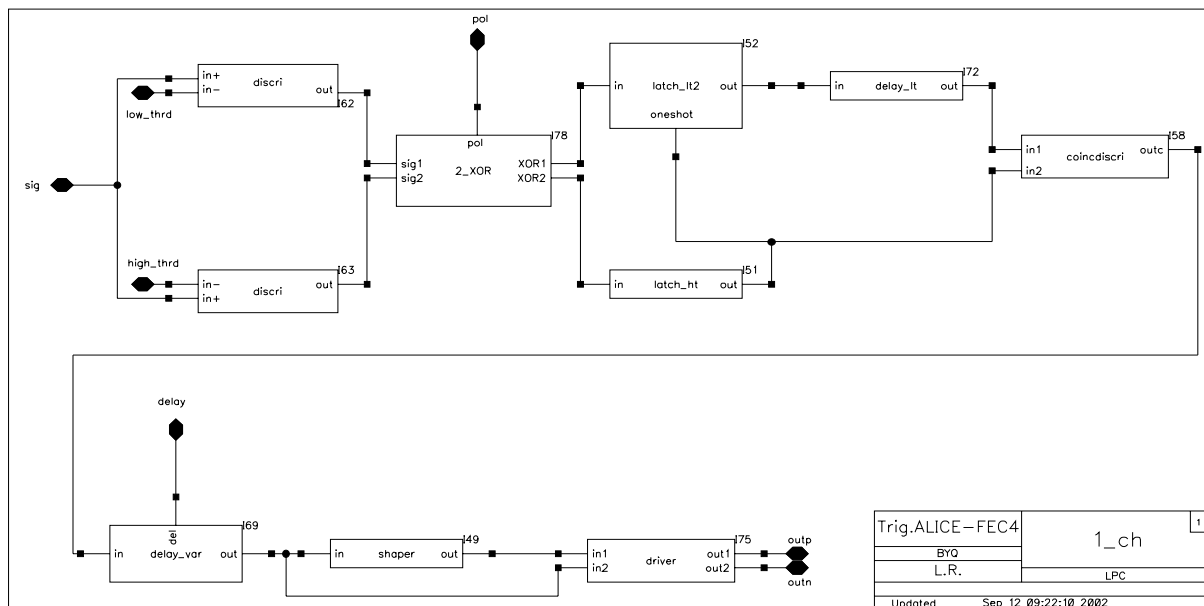 pol
I52
in+
in-
discri
out
I62
low_thrd
in
latch_lt2
out
oneshot
I72
in
delay_lt
out
I78
pol
sig1
sig2
2_XOR
XOR1
XOR2
I58
in1
in2
coincdiscri
outc
sig
high_thrd
I63
in-
in+
discri
out
I51
in
latch_ht
out
delay
I69
del
in
delay_var
out
I49
in
shaper
out
I75
in1
in2
driver
out1
out2
outp
outn
Trig.ALICE-FEC4
1_ch
1
BYQ
L.R.
LPC
Updated Sep 12 09:22:10 2002